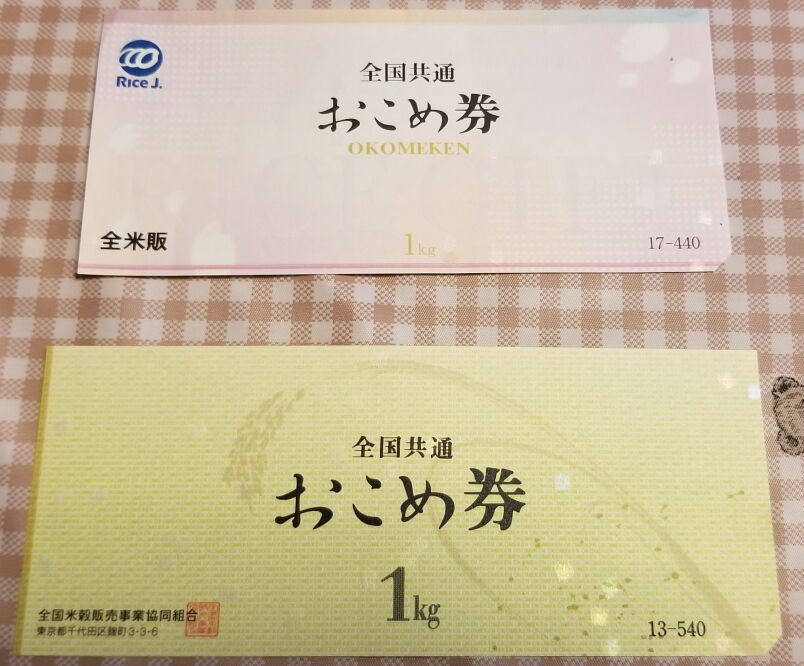 Rice J.
全国共通
おこめ券
OKOMEKEN
全米販
1kg
17-440
全国共通
おこめ券
1kg
全国米穀販売事業協同組合
東京都千代田区麹町3-3-6
13-540